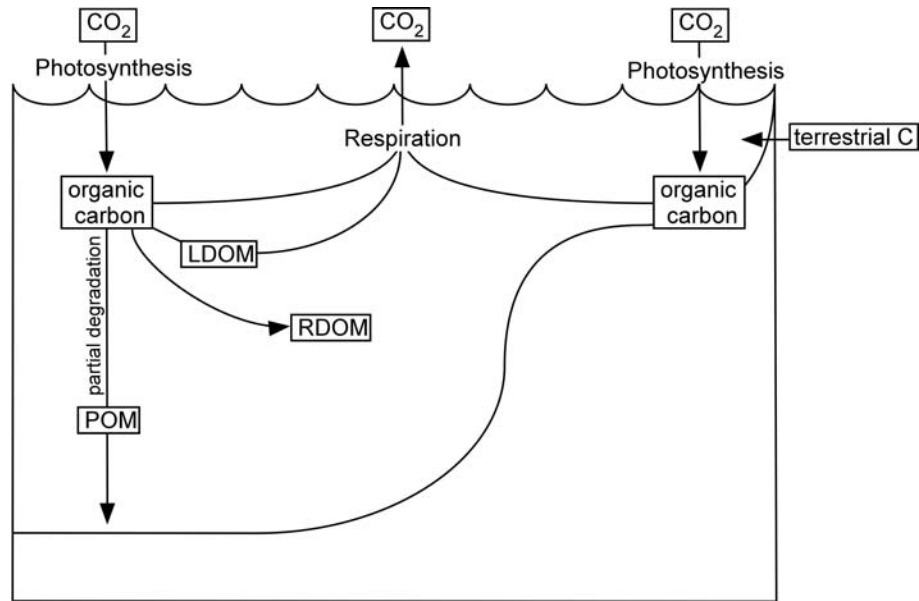 CO₂
CO₂
CO₂
Photosynthesis
Photosynthesis
Respiration
terrestrial C
organic
carbon
organic
carbon
LDOM
RDOM
partial degradation
POM